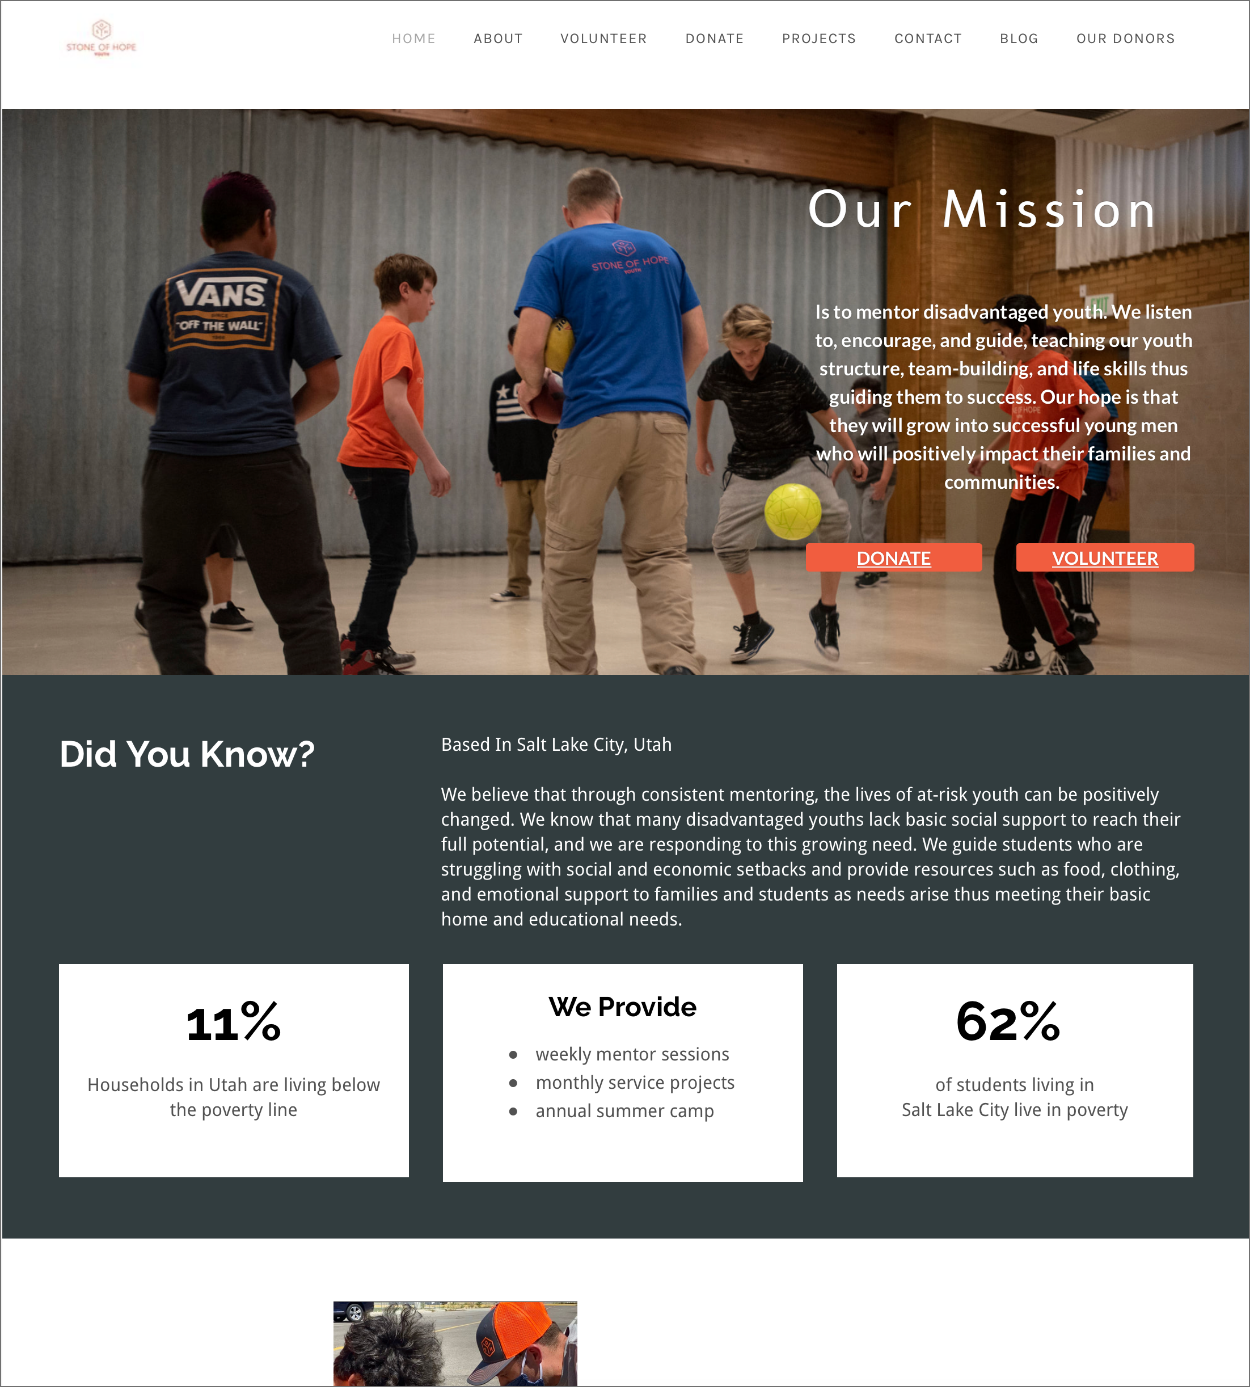 STONE OF HOPE
YOUTH
HOME ABOUT VOLUNTEER DONATE PROJECTS CONTACT BLOG OUR DONORS
VANS
SINCE
"OFF THE WALL"
1966
STONE OF HOPE
YOUTH
Our Mission
Is to mentor disadvantaged youth. We listen
to, encourage, and guide, teaching our youth
structure, team-building, and life skills thus
guiding them to success. Our hope is that
they will grow into successful young men
who will positively impact their families and
communities.
EXIT
DONATE VOLUNTEER
Did You Know?
Based In Salt Lake City, Utah
We believe that through consistent mentoring, the lives of at-risk youth can be positively
changed. We know that many disadvantaged youths lack basic social support to reach their
full potential, and we are responding to this growing need. We guide students who are
struggling with social and economic setbacks and provide resources such as food, clothing,
and emotional support to families and students as needs arise thus meeting their basic
home and educational needs.
11%
Households in Utah are living below
the poverty line
We Provide
● weekly mentor sessions
● monthly service projects
● annual summer camp
62%
of students living in
Salt Lake City live in poverty